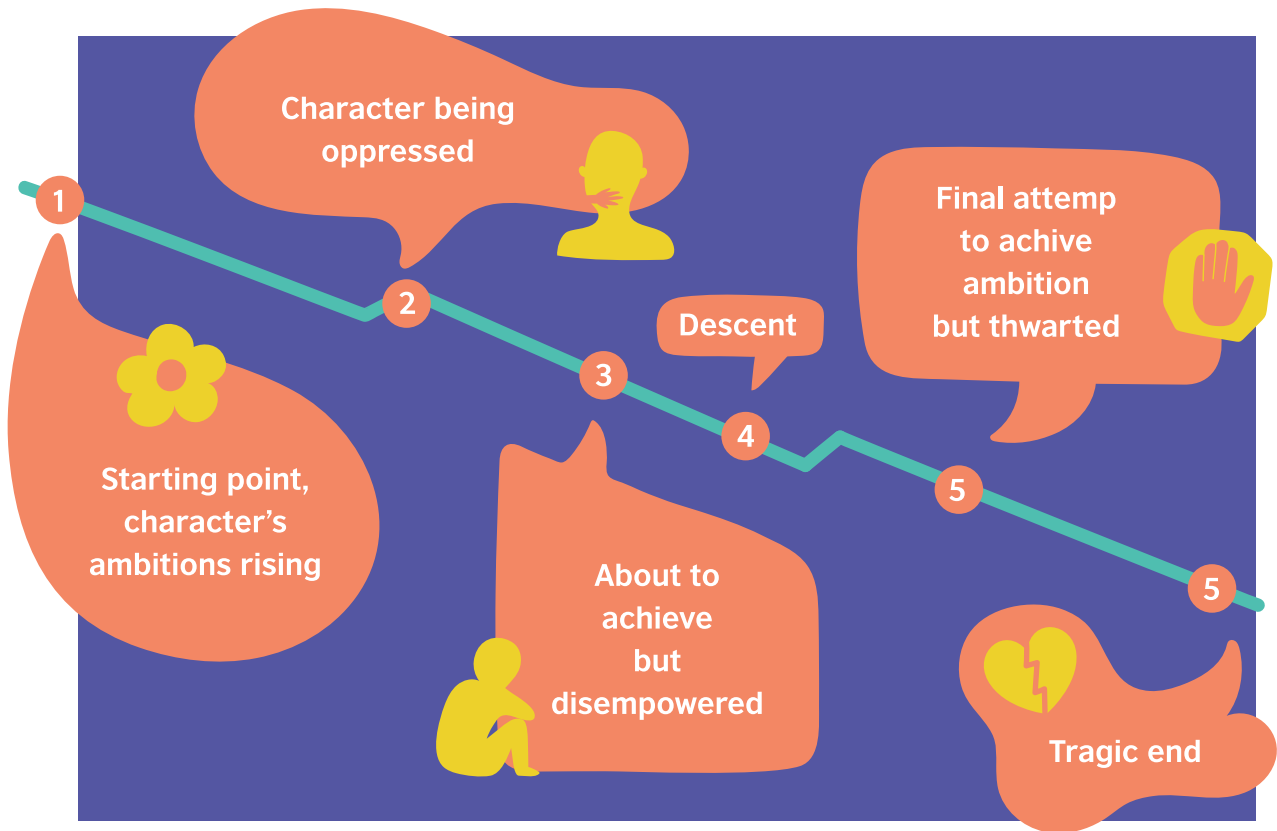 1
Starting point,
character's
ambitions rising
2
Character being
oppressed
3
About to
achieve
but
disempowered
4
Descent
5
Final attemp
to achive
ambition
but thwarted
5
Tragic end